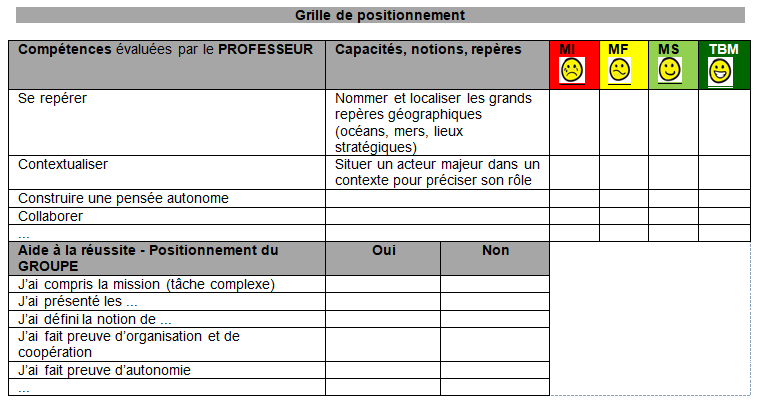 Grille de positionnement
Compétences évaluées par le PROFESSEUR
Capacités, notions, repères
MI
MF
MS
TBM
Se repérer
Nommer et localiser les grands
repères géographiques
(océans, mers, lieux
stratégiques)
Contextualiser
Situer un acteur majeur dans un
contexte pour préciser son rôle
Construire une pensée autonome
Collaborer
...
Aide à la réussite - Positionnement du
GROUPE
Oui
Non
J'ai compris la mission (tâche complexe)
J'ai présenté les ...
J'ai défini la notion de ...
J'ai fait preuve d'organisation et de
coopération
J'ai fait preuve d'autonomie
...